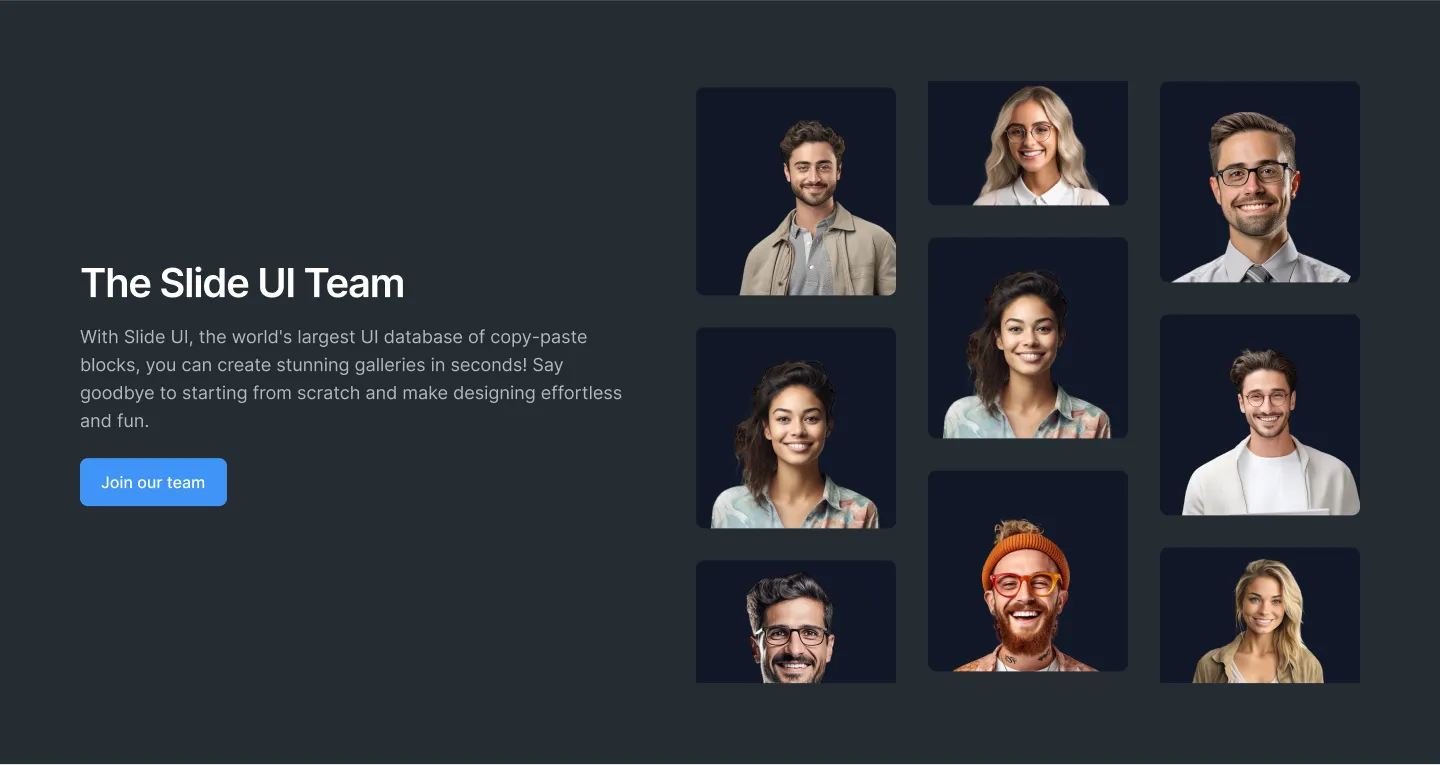 The Slide UI Team
With Slide UI, the world's largest UI database of copy-paste
blocks, you can create stunning galleries in seconds! Say
goodbye to starting from scratch and make designing effortless
and fun.
Join our team